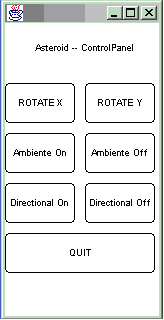 Asteroid -- ControlPanel
ROTATE X ROTATE Y
Ambiente On Ambiente Off
Directional On Directional Off
QUIT